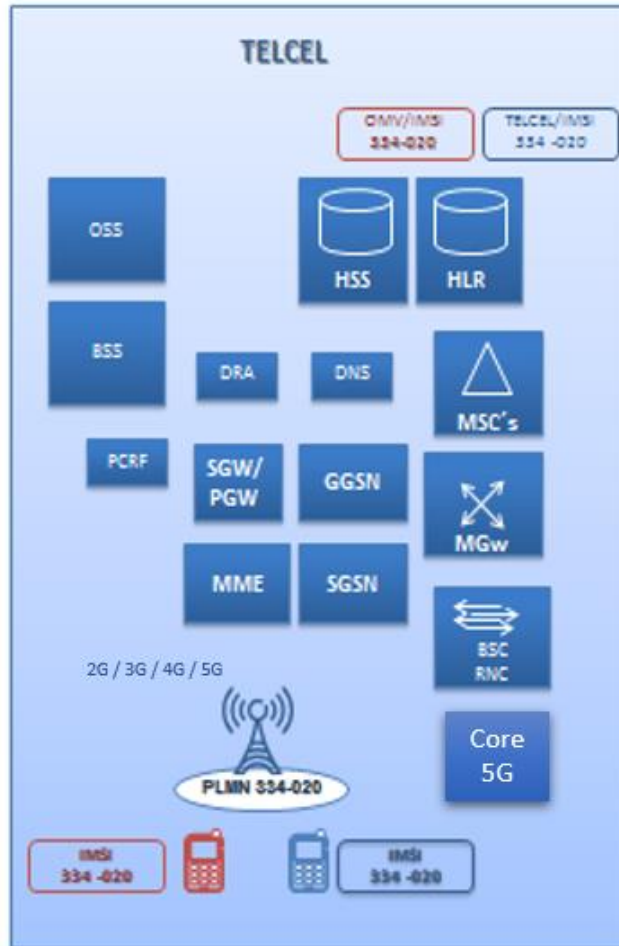 TELCEL
OMV/IMSI
334-020
TELCEL/IMSI
334 -020
OSS
HSS
HLR
BSS
DRA
DNS
MSC´s
PCRF
SGW/
PGW
GGSN
MGw
MME
SGSN
BSC
RNC
2G / 3G / 4G / 5G
Core
5G
PLMN 334-020
IMSI
334 -020
IMSI
334 -020